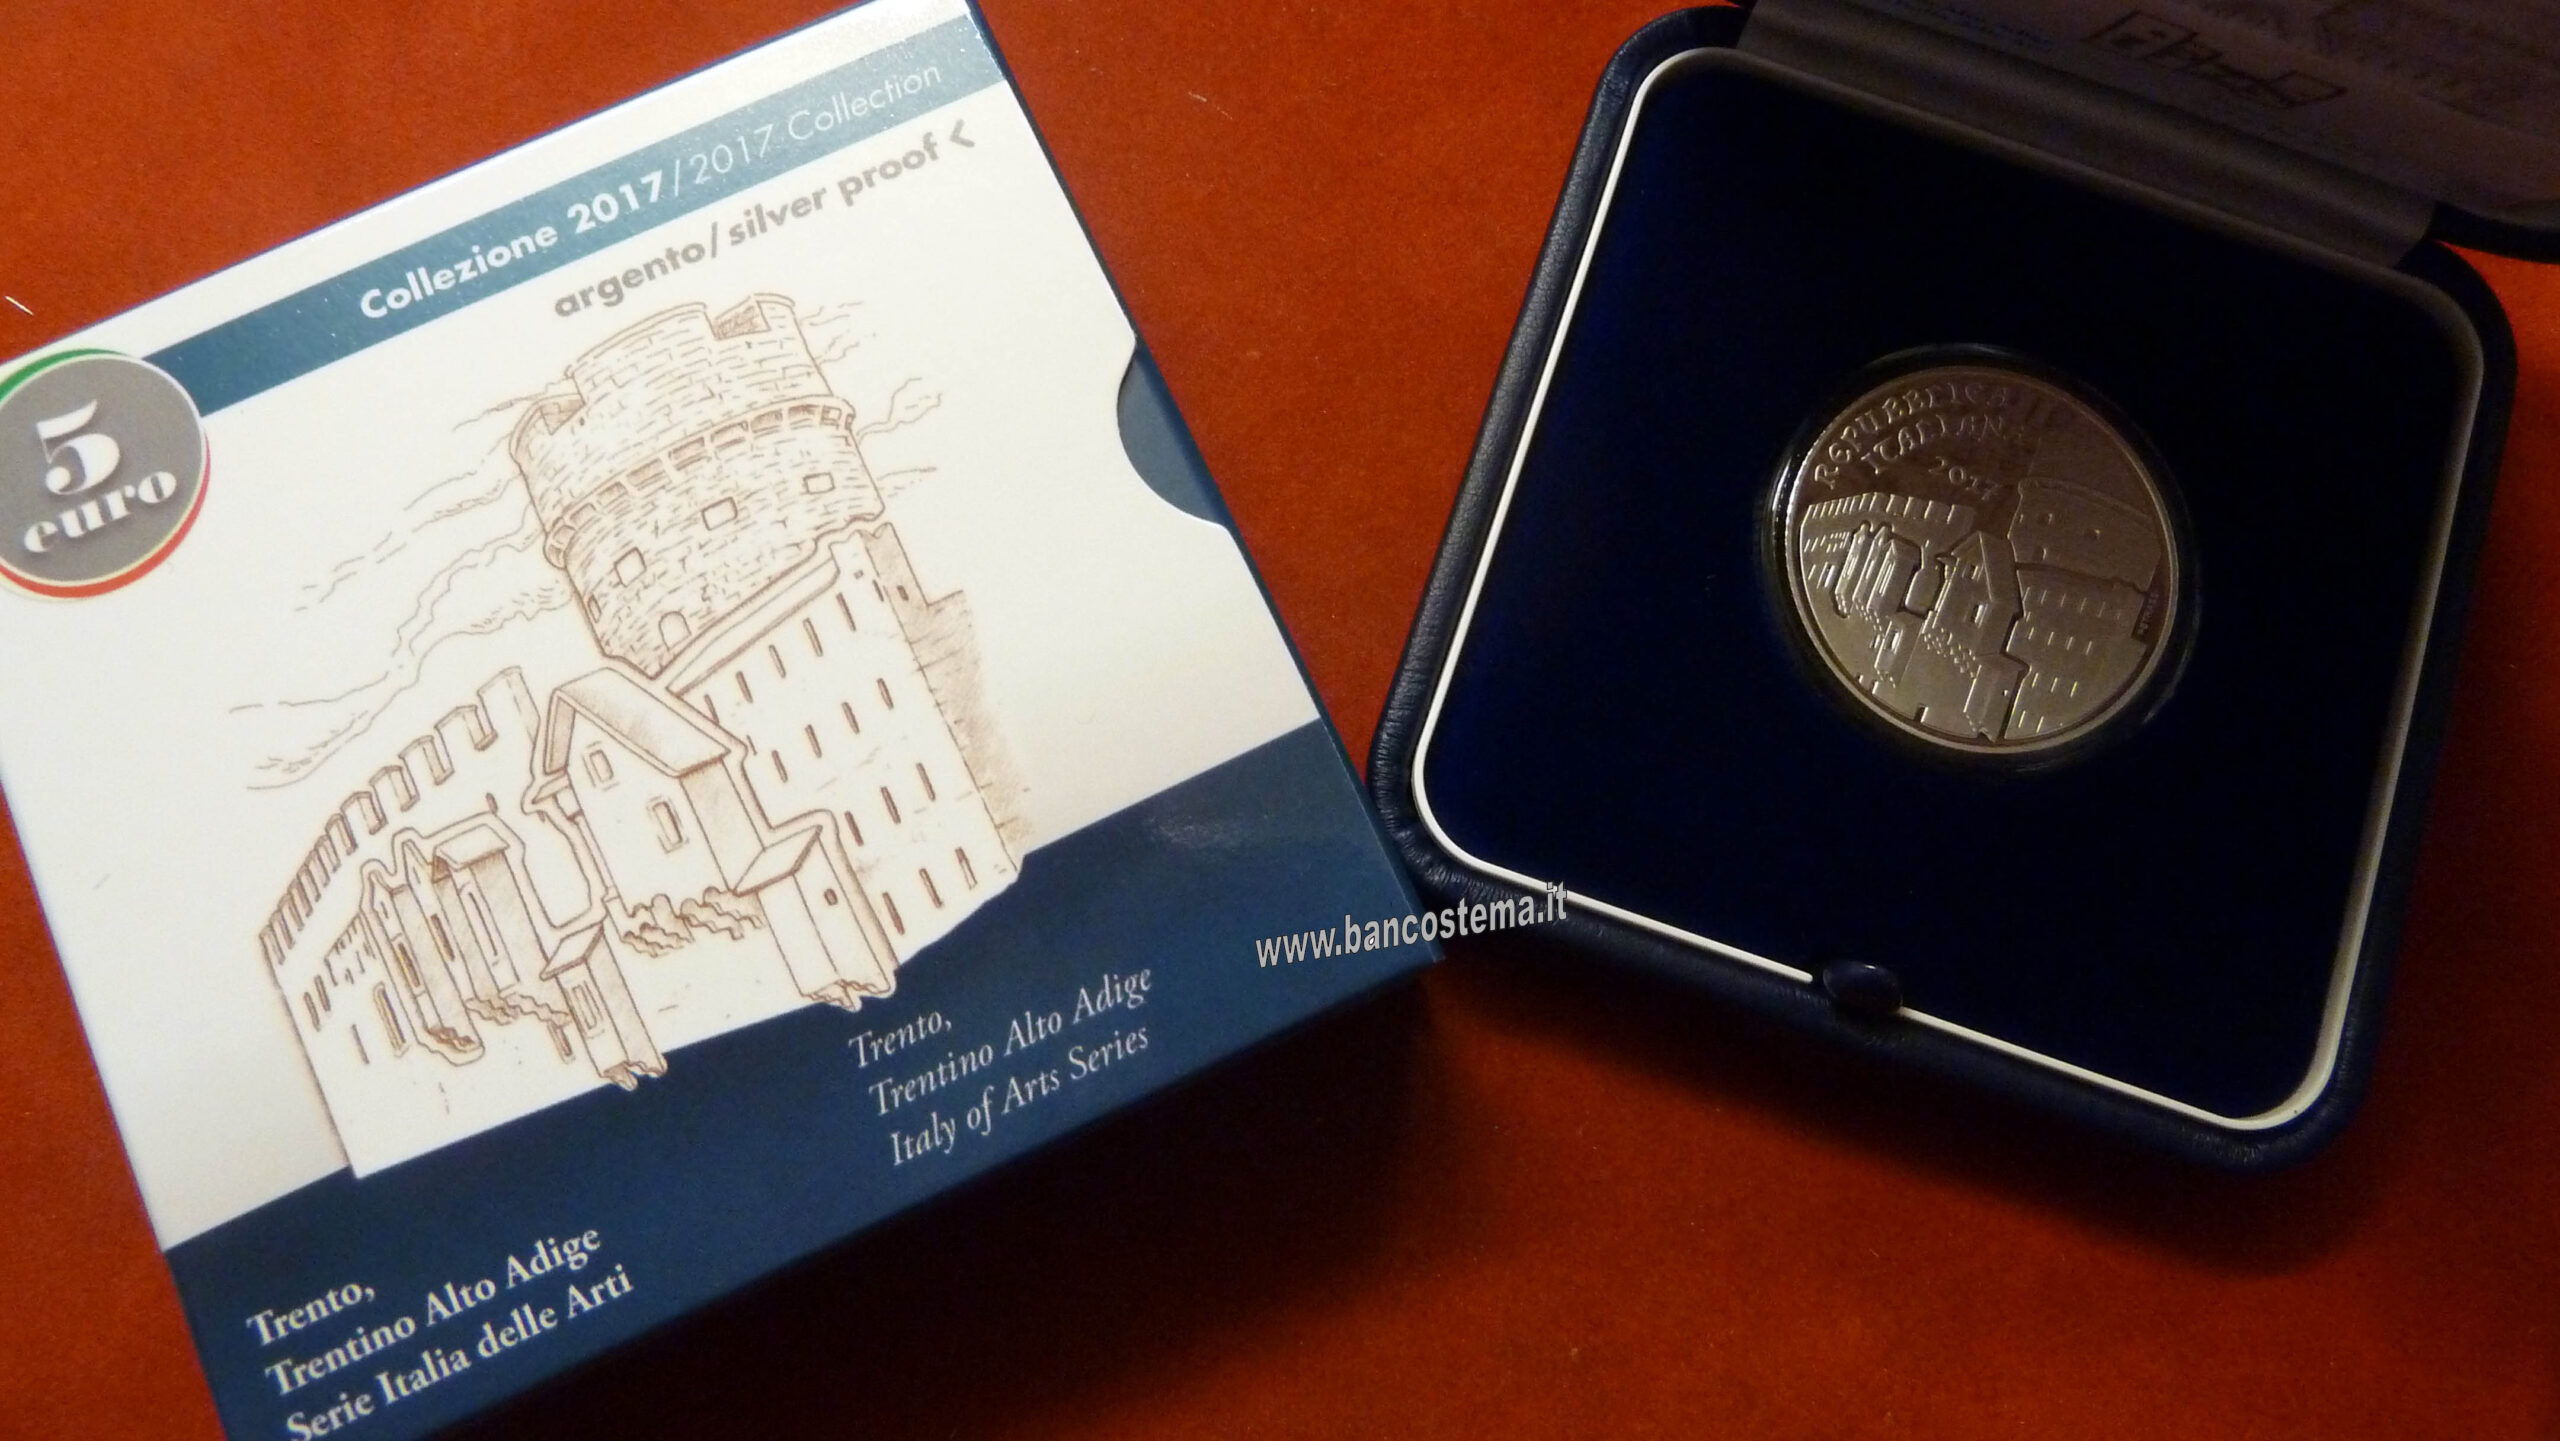 Collezione 2017/2017 Collection
argento/silver proof <
5
euro
Trento,
Trentino Alto Adige
Italy of Arts Series
Trento,
Trentino Alto Adige
Serie Italia delle Arti
www.bancostema.it
REPUBBLICA
ITALIANA
2017